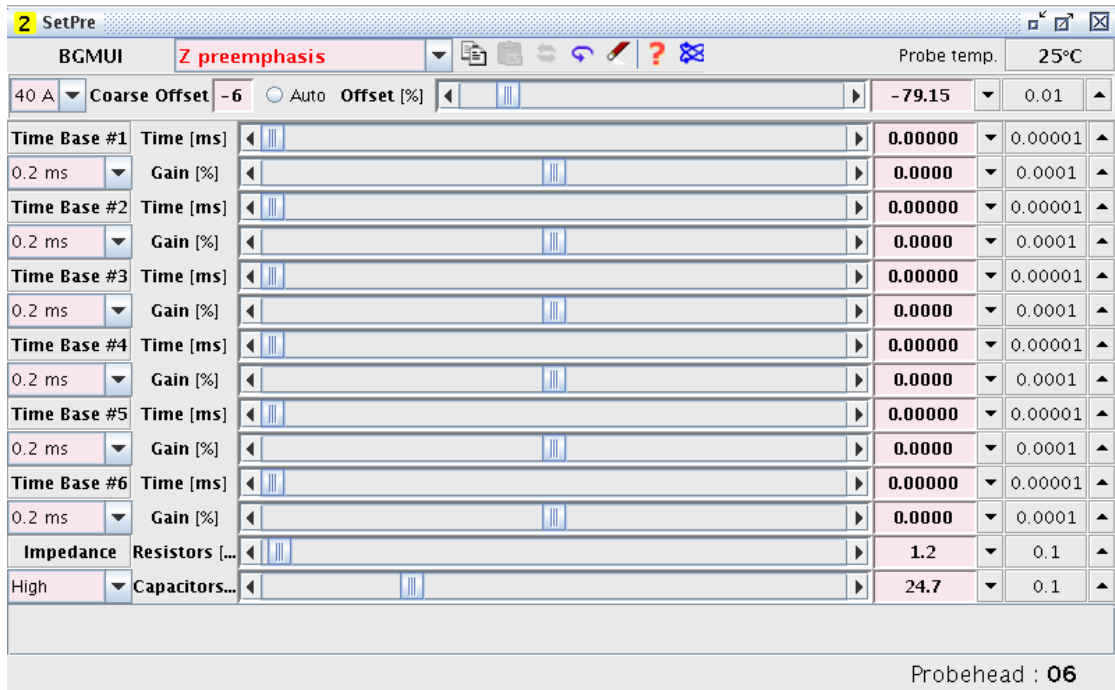 2 SetPre
BGMUI Z preemphasis ? Probe temp. 25°C
40 A Coarse Offset -6 Auto Offset [%] -79.15 0.01
Time Base #1 Time [ms] 0.00000 0.00001
0.2 ms Gain [%] 0.0000 0.0001
Time Base #2 Time [ms] 0.00000 0.00001
0.2 ms Gain [%] 0.0000 0.0001
Time Base #3 Time [ms] 0.00000 0.00001
0.2 ms Gain [%] 0.0000 0.0001
Time Base #4 Time [ms] 0.00000 0.00001
0.2 ms Gain [%] 0.0000 0.0001
Time Base #5 Time [ms] 0.00000 0.00001
0.2 ms Gain [%] 0.0000 0.0001
Time Base #6 Time [ms] 0.00000 0.00001
0.2 ms Gain [%] 0.0000 0.0001
Impedance Resistors [... 1.2 0.1
High Capacitors... 24.7 0.1
Probehead : 06